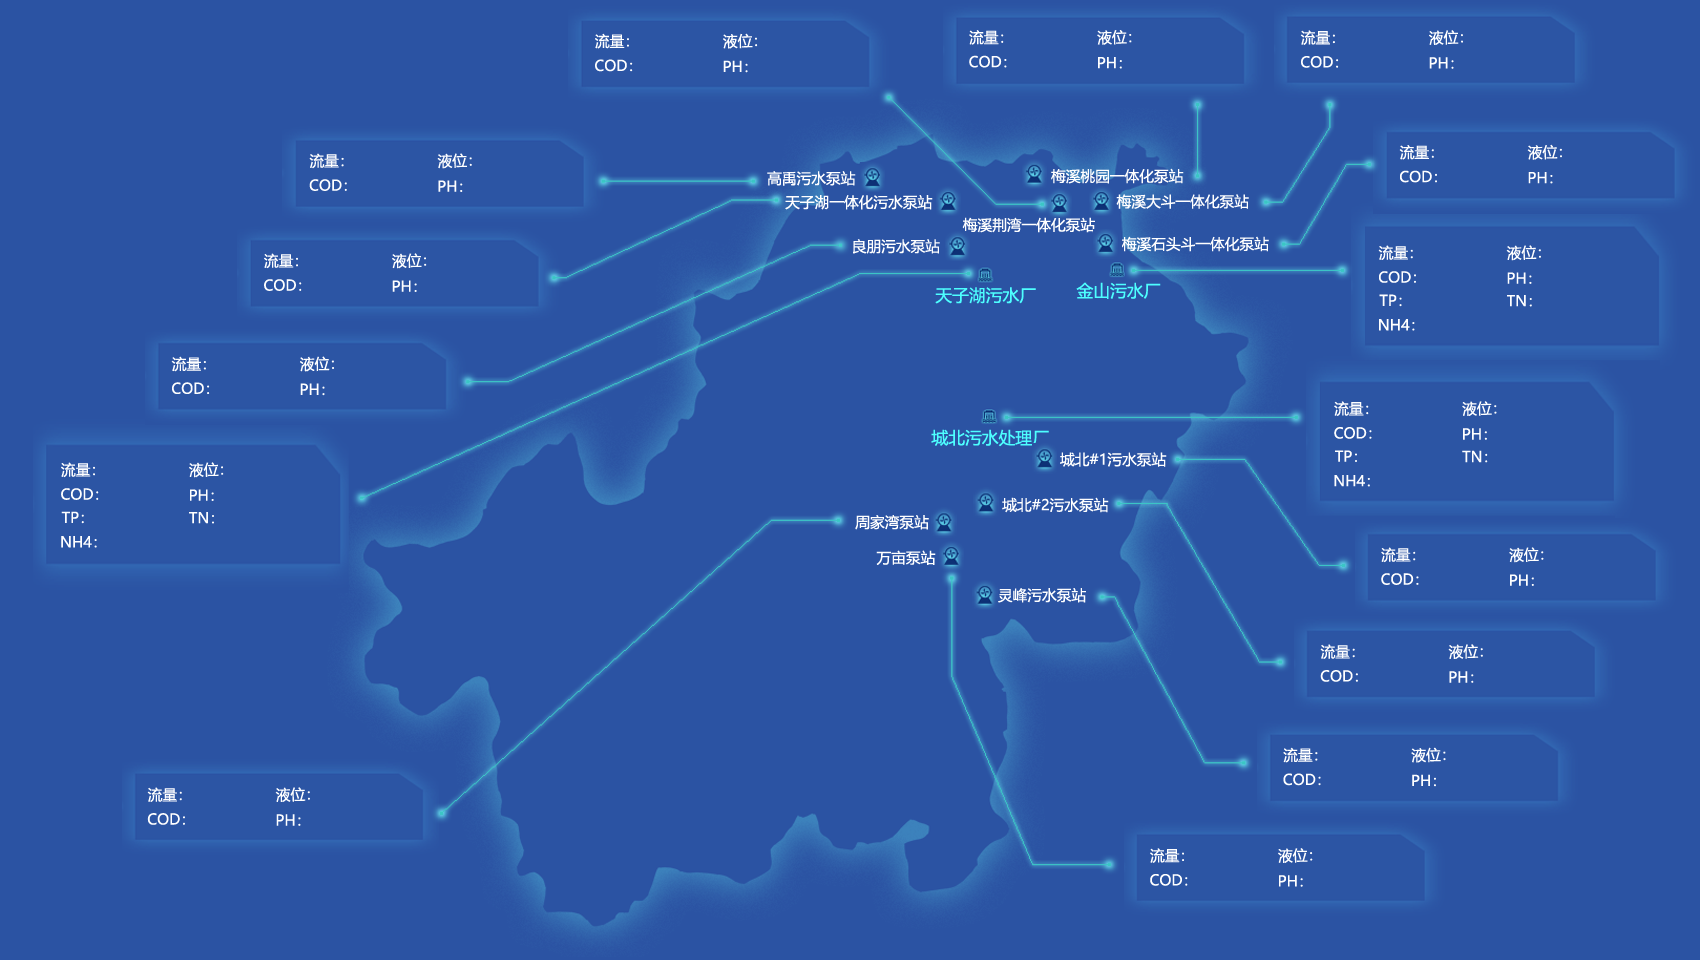 流量： 液位：
COD： PH：
流量： 液位：
COD： PH：
流量： 液位：
COD： PH：
流量： 液位：
COD： PH：
流量： 液位：
COD： PH：
高禹污水泵站
梅溪桃园一体化泵站
天子湖一体化污水泵站
梅溪大斗一体化泵站
梅溪荆湾一体化泵站
良朋污水泵站
梅溪石头斗一体化泵站
流量： 液位：
COD： PH：
流量： 液位：
COD： PH：
TP： TN：
NH4：
天子湖污水厂
金山污水厂
流量： 液位：
COD： PH：
流量： 液位：
COD： PH：
TP： TN：
NH4：
城北污水处理厂
城北#1污水泵站
流量： 液位：
COD： PH：
TP： TN：
NH4：
城北#2污水泵站
周家湾泵站
万亩泵站
流量： 液位：
COD： PH：
灵峰污水泵站
流量： 液位：
COD： PH：
流量： 液位：
COD： PH：
流量： 液位：
COD： PH：
流量： 液位：
COD： PH：